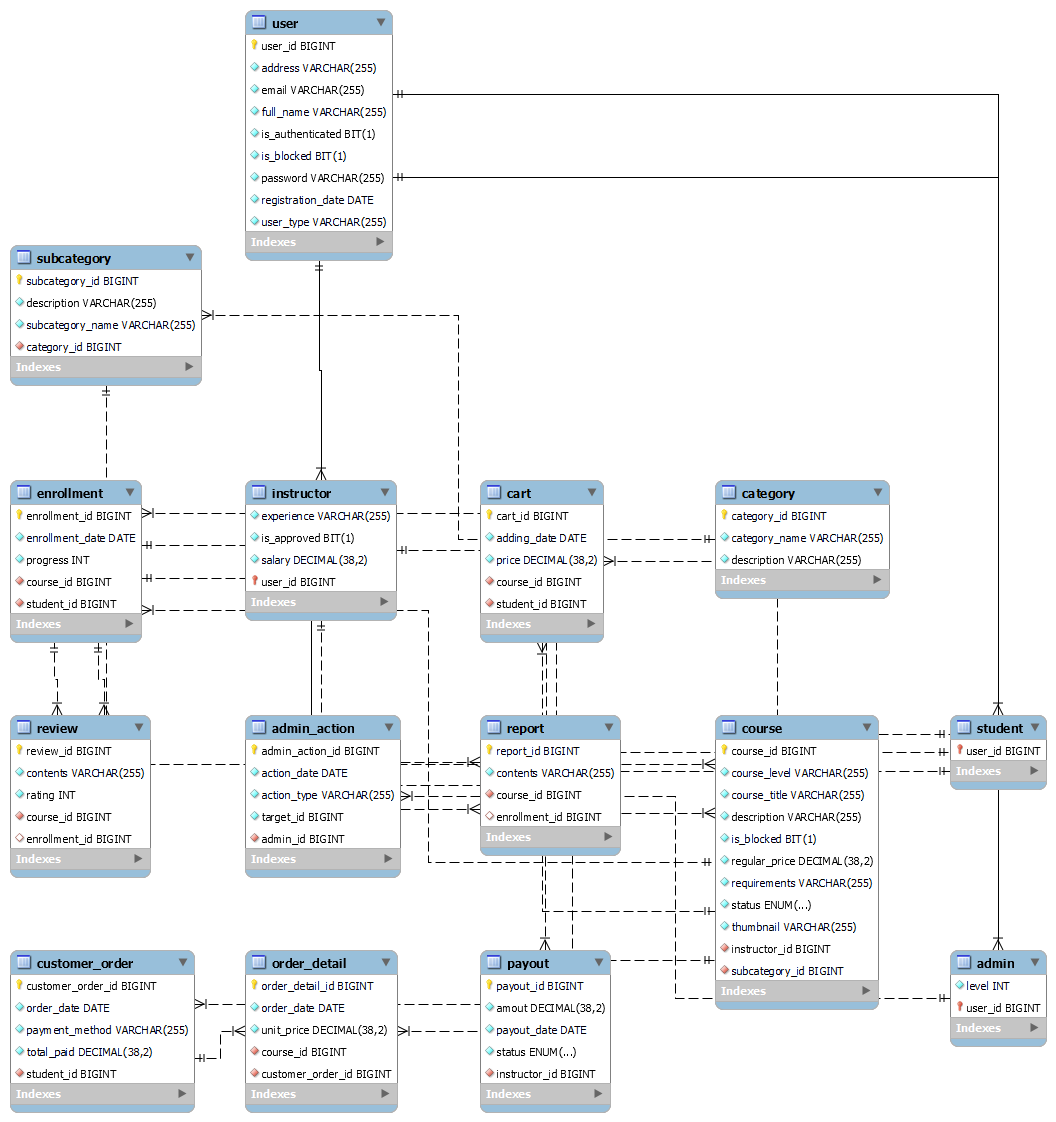 user
user_id BIGINT
address VARCHAR(255)
email VARCHAR(255)
full_name VARCHAR(255)
is_authenticated BIT(1)
is_blocked BIT(1)
password VARCHAR(255)
registration_date DATE
user_type VARCHAR(255)
Indexes
subcategory
subcategory_id BIGINT
description VARCHAR(255)
subcategory_name VARCHAR(255)
category_id BIGINT
Indexes
enrollment
enrollment_id BIGINT
enrollment_date DATE
progress INT
course_id BIGINT
student_id BIGINT
Indexes
instructor
experience VARCHAR(255)
is_approved BIT(1)
salary DECIMAL(38,2)
user_id BIGINT
Indexes
cart
cart_id BIGINT
adding_date DATE
price DECIMAL(38,2)
course_id BIGINT
student_id BIGINT
Indexes
category
category_id BIGINT
category_name VARCHAR(255)
description VARCHAR(255)
Indexes
review
review_id BIGINT
contents VARCHAR(255)
rating INT
course_id BIGINT
enrollment_id BIGINT
Indexes
admin_action
admin_action_id BIGINT
action_date DATE
action_type VARCHAR(255)
target_id BIGINT
admin_id BIGINT
Indexes
report
report_id BIGINT
contents VARCHAR(255)
course_id BIGINT
enrollment_id BIGINT
Indexes
course
course_id BIGINT
course_level VARCHAR(255)
course_title VARCHAR(255)
description VARCHAR(255)
is_blocked BIT(1)
regular_price DECIMAL(38,2)
requirements VARCHAR(255)
status ENUM(...)
thumbnail VARCHAR(255)
instructor_id BIGINT
subcategory_id BIGINT
Indexes
student
user_id BIGINT
Indexes
customer_order
customer_order_id BIGINT
order_date DATE
payment_method VARCHAR(255)
total_paid DECIMAL(38,2)
student_id BIGINT
Indexes
order_detail
order_detail_id BIGINT
order_date DATE
unit_price DECIMAL(38,2)
course_id BIGINT
customer_order_id BIGINT
Indexes
payout
payout_id BIGINT
amout DECIMAL(38,2)
payout_date DATE
status ENUM(...)
instructor_id BIGINT
Indexes
admin
level INT
user_id BIGINT
Indexes